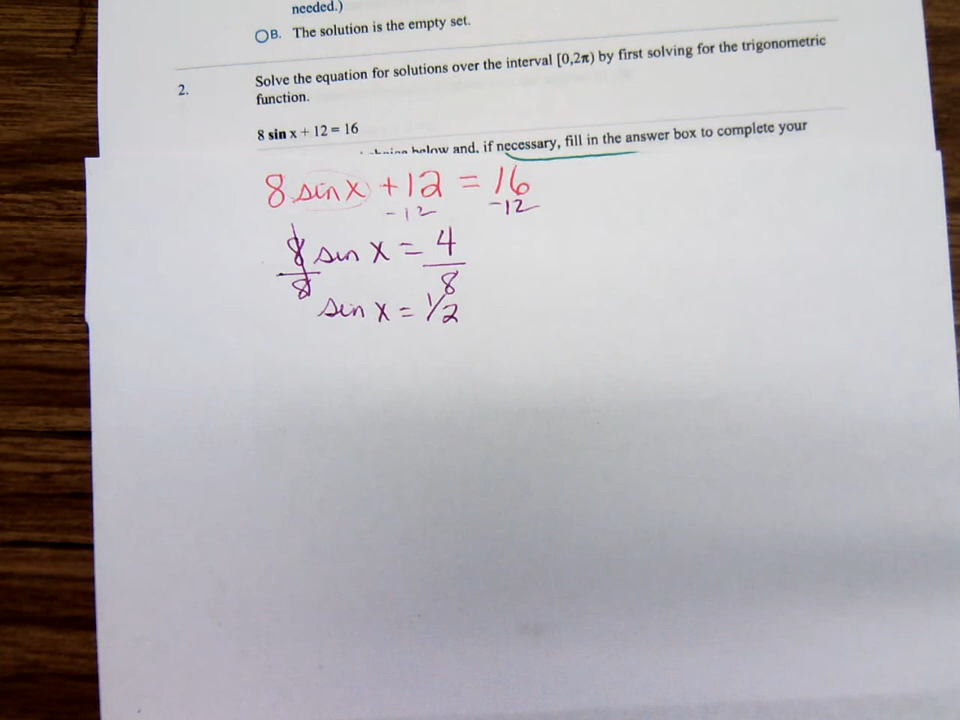 needed.)
OB. The solution is the empty set.
2. Solve the equation for solutions over the interval [0,2π) by first solving for the trigonometric
function.
8 sin x + 12 = 16
below and, if necessary, fill in the answer box to complete your
8 sin x + 12 = 16
-12 -12
8 sin x = 4
8 8
sin x = 1/2